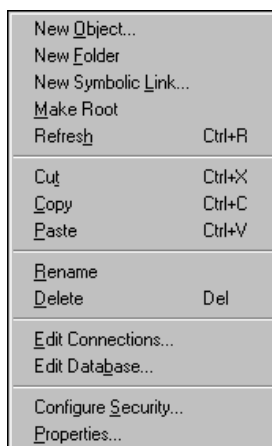 New Object...
New Folder
New Symbolic Link...
Make Root
Refresh Ctrl+R
Cut Ctrl+X
Copy Ctrl+C
Paste Ctrl+V
Rename
Delete Del
Edit Connections...
Edit Database...
Configure Security...
Properties...